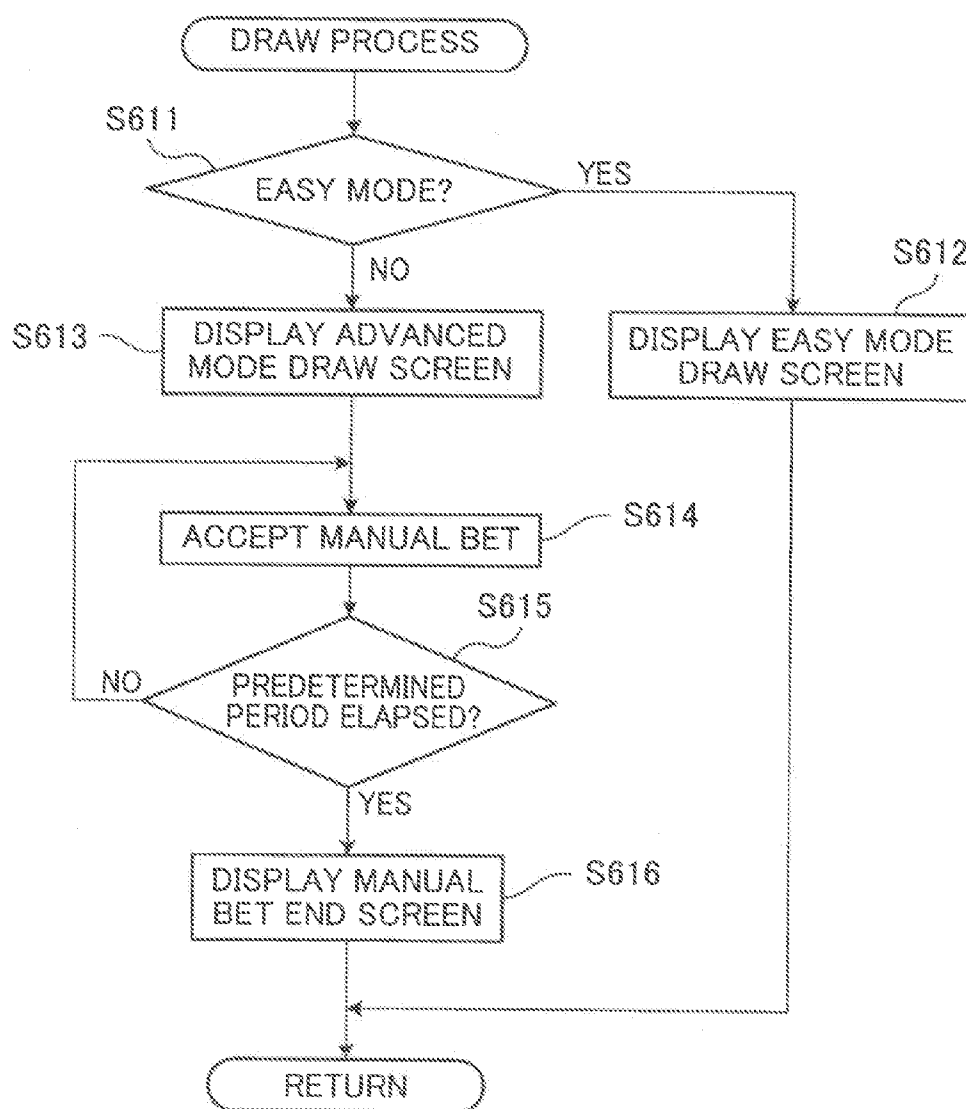 DRAW PROCESS
S611
EASY MODE?
YES
NO
S612
S613
DISPLAY ADVANCED
MODE DRAW SCREEN
DISPLAY EASY MODE
DRAW SCREEN
ACCEPT MANUAL BET
S614
S615
NO
PREDETERMINED
PERIOD ELAPSED?
YES
DISPLAY MANUAL
BET END SCREEN
S616
RETURN